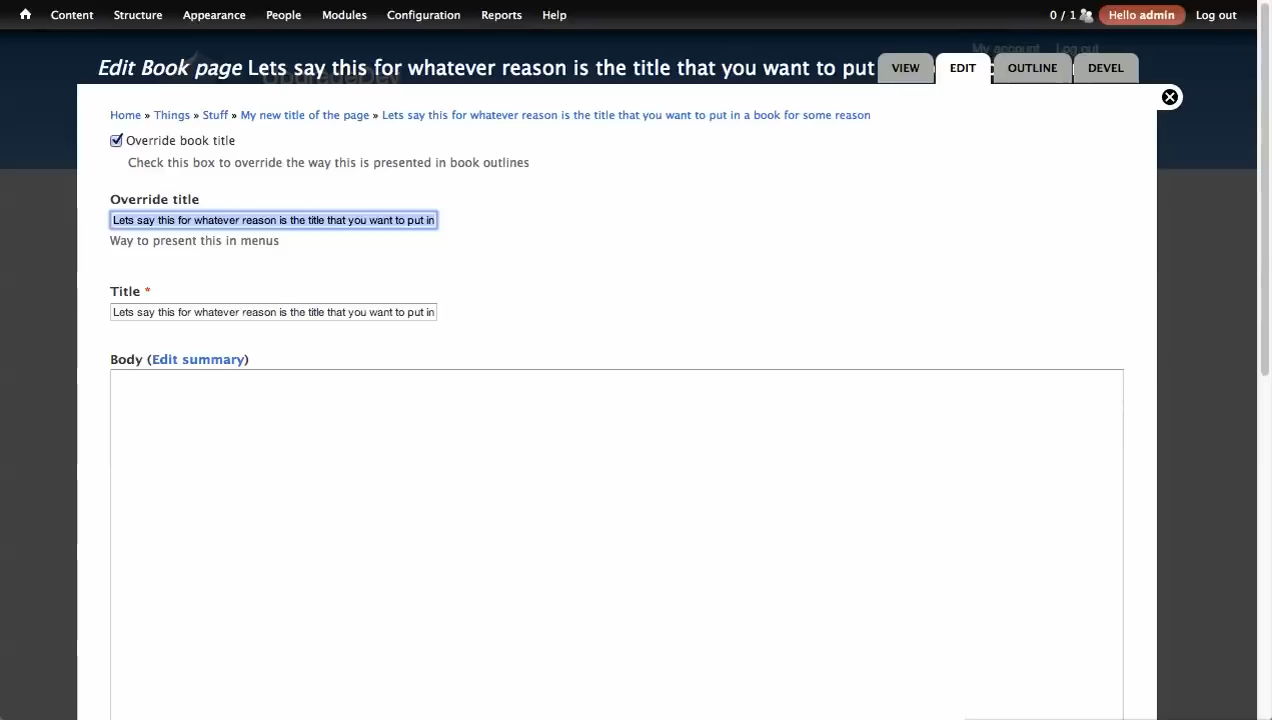 Content Structure Appearance People Modules Configuration Reports Help 0 / 1 Hello admin Log out
My account Log out
Edit Book page Lets say this for whatever reason is the title that you want to put VIEW EDIT OUTLINE DEVEL
Home » Things » Stuff » My new title of the page » Lets say this for whatever reason is the title that you want to put in a book for some reason
Override book title
Check this box to override the way this is presented in book outlines
Override title
Lets say this for whatever reason is the title that you want to put in
Way to present this in menus
Title *
Lets say this for whatever reason is the title that you want to put in
Body (Edit summary)